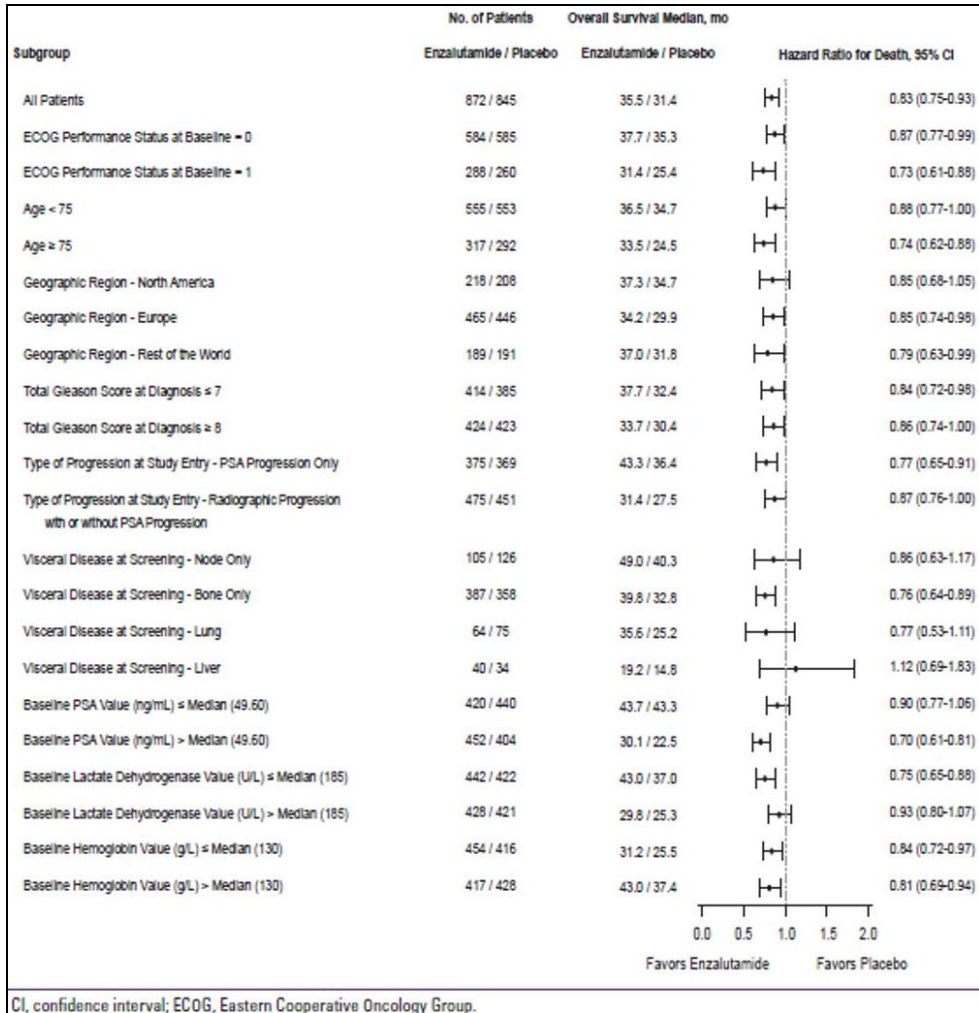 No. of Patients Overall Survival Median, mo
Subgroup Enzalutamide / Placebo Enzalutamide / Placebo Hazard Ratio for Death, 95% CI
All Patients 872 / 845 35.5 / 31.4 0.83 (0.75-0.93)
ECOG Performance Status at Baseline = 0 584 / 585 37.7 / 35.3 0.87 (0.77-0.99)
ECOG Performance Status at Baseline = 1 288 / 260 31.4 / 25.4 0.73 (0.61-0.88)
Age < 75 555 / 553 36.5 / 34.7 0.88 (0.77-1.00)
Age ≥ 75 317 / 292 33.5 / 24.5 0.74 (0.62-0.88)
Geographic Region - North America 218 / 208 37.3 / 34.7 0.85 (0.68-1.05)
Geographic Region - Europe 465 / 446 34.2 / 29.9 0.85 (0.74-0.98)
Geographic Region - Rest of the World 189 / 191 37.0 / 31.8 0.79 (0.63-0.99)
Total Gleason Score at Diagnosis ≤ 7 414 / 385 37.7 / 32.4 0.84 (0.72-0.98)
Total Gleason Score at Diagnosis ≥ 8 424 / 423 33.7 / 30.4 0.86 (0.74-1.00)
Type of Progression at Study Entry - PSA Progression Only 375 / 369 43.3 / 36.4 0.77 (0.65-0.91)
Type of Progression at Study Entry - Radiographic Progression 475 / 451 31.4 / 27.5 0.87 (0.76-1.00)
with or without PSA Progression
Visceral Disease at Screening - Node Only 105 / 126 49.0 / 40.3 0.86 (0.63-1.17)
Visceral Disease at Screening - Bone Only 387 / 358 39.8 / 32.8 0.76 (0.64-0.89)
Visceral Disease at Screening - Lung 64 / 75 35.6 / 25.2 0.77 (0.53-1.11)
Visceral Disease at Screening - Liver 40 / 34 19.2 / 14.8 1.12 (0.69-1.83)
Baseline PSA Value (ng/mL) ≤ Median (49.60) 420 / 440 43.7 / 43.3 0.90 (0.77-1.06)
Baseline PSA Value (ng/mL) > Median (49.60) 452 / 404 30.1 / 22.5 0.70 (0.61-0.81)
Baseline Lactate Dehydrogenase Value (U/L) ≤ Median (185) 442 / 422 43.0 / 37.0 0.75 (0.65-0.88)
Baseline Lactate Dehydrogenase Value (U/L) > Median (185) 428 / 421 29.8 / 25.3 0.93 (0.80-1.07)
Baseline Hemoglobin Value (g/L) ≤ Median (130) 454 / 416 31.2 / 25.5 0.84 (0.72-0.97)
Baseline Hemoglobin Value (g/L) > Median (130) 417 / 428 43.0 / 37.4 0.81 (0.69-0.94)
0.0 0.5 1.0 1.5 2.0
Favors Enzalutamide Favors Placebo
CI, confidence interval; ECOG, Eastern Cooperative Oncology Group.